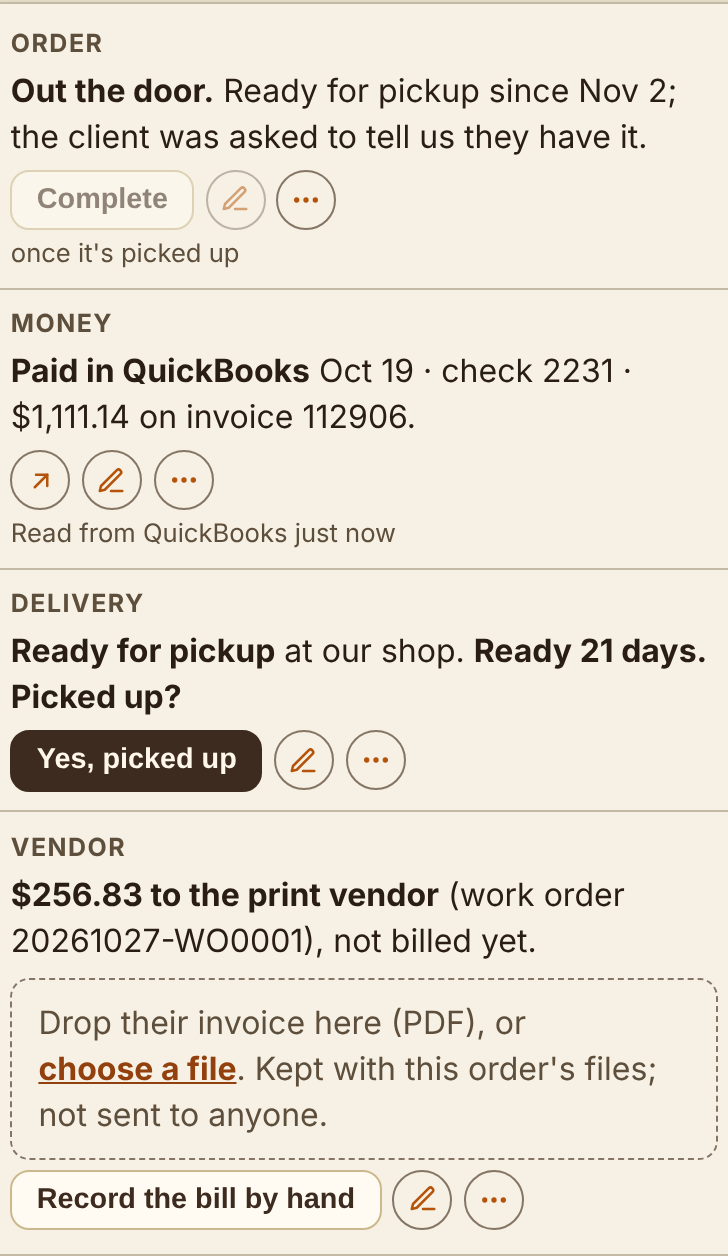 ORDER
Out the door. Ready for pickup since Nov 2;
the client was asked to tell us they have it.
Complete
once it's picked up
MONEY
Paid in QuickBooks Oct 19 · check 2231 ·
$1,111.14 on invoice 112906.
Read from QuickBooks just now
DELIVERY
Ready for pickup at our shop. Ready 21 days.
Picked up?
Yes, picked up
VENDOR
$256.83 to the print vendor (work order
20261027-WO0001), not billed yet.
Drop their invoice here (PDF), or
choose a file. Kept with this order's files;
not sent to anyone.
Record the bill by hand